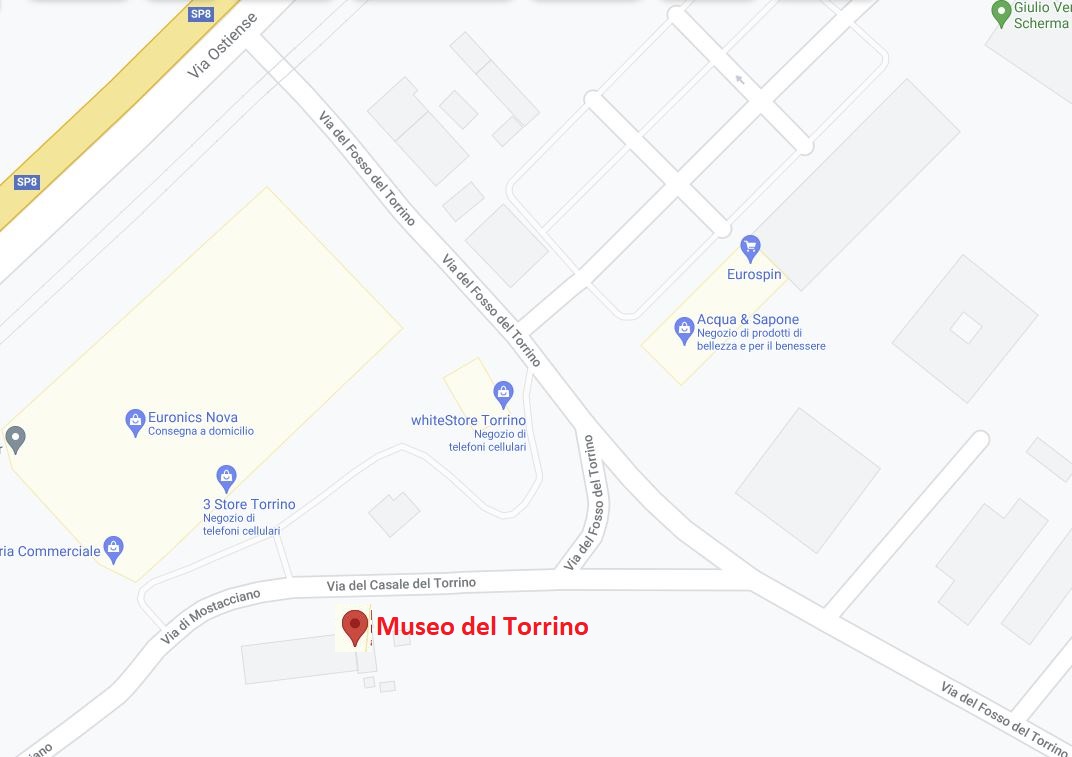 SP8
Via Ostiense
Giulio Ver
Scherma
Via del Fosso del Torrino
SP8
Via del Fosso del Torrino
Eurospin
Acqua & Sapone
Negozio di prodotti di
bellezza e per il benessere
Euronics Nova
Consegna a domicilio
whiteStore Torrino
Negozio di
telefoni cellulari
Via del Fosso del Torrino
3 Store Torrino
Negozio di
telefoni cellulari
ria Commerciale
Via del Casale del Torrino
Via di Mostacciano
Museo del Torrino
Via del Fosso del Torrino
iano